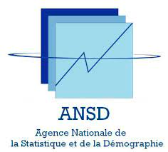 ANSD
Agence Nationale de
la Statistique et de la Démographie